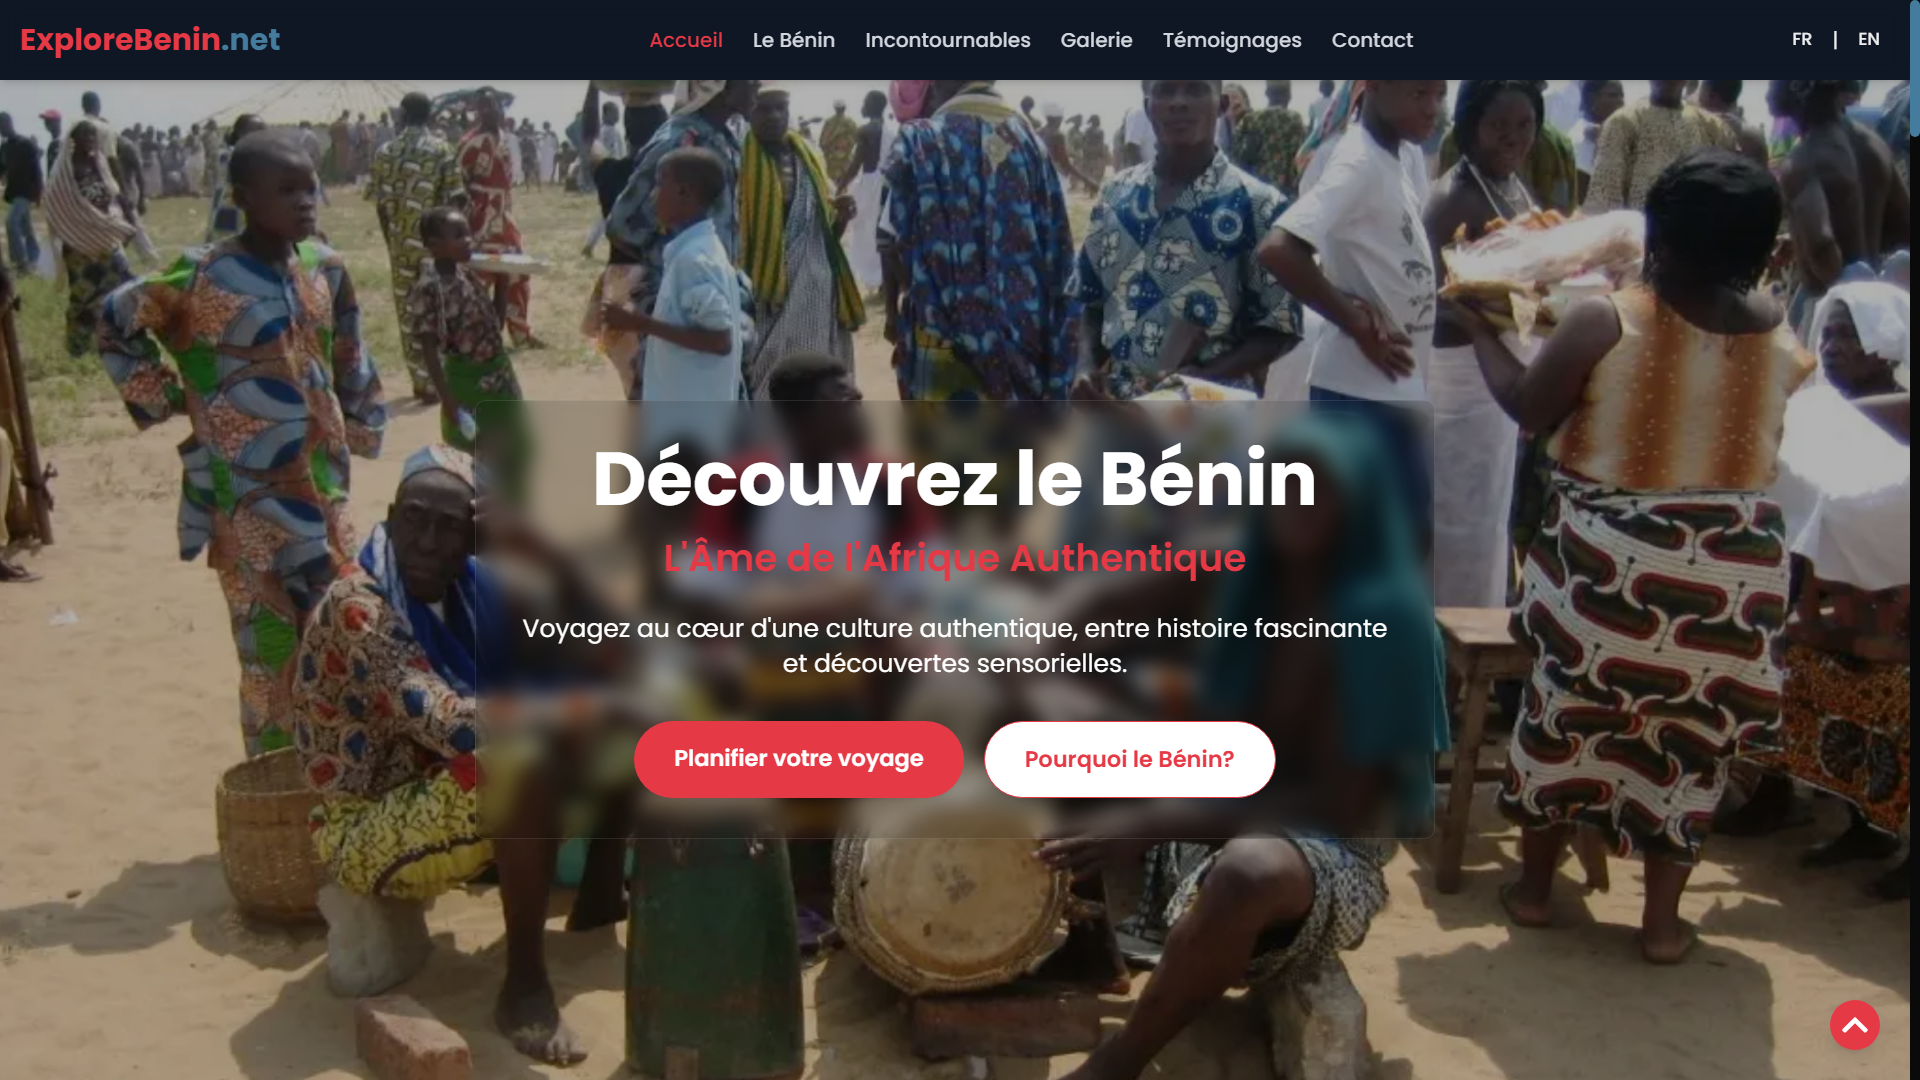 ExploreBenin.net
Accueil
Le Bénin
Incontournables
Galerie
Témoignages
Contact
FR | EN
Découvrez le Bénin
L'Âme de l'Afrique Authentique
Voyagez au cœur d'une culture authentique, entre histoire fascinante
et découvertes sensorielles.
Planifier votre voyage
Pourquoi le Bénin?